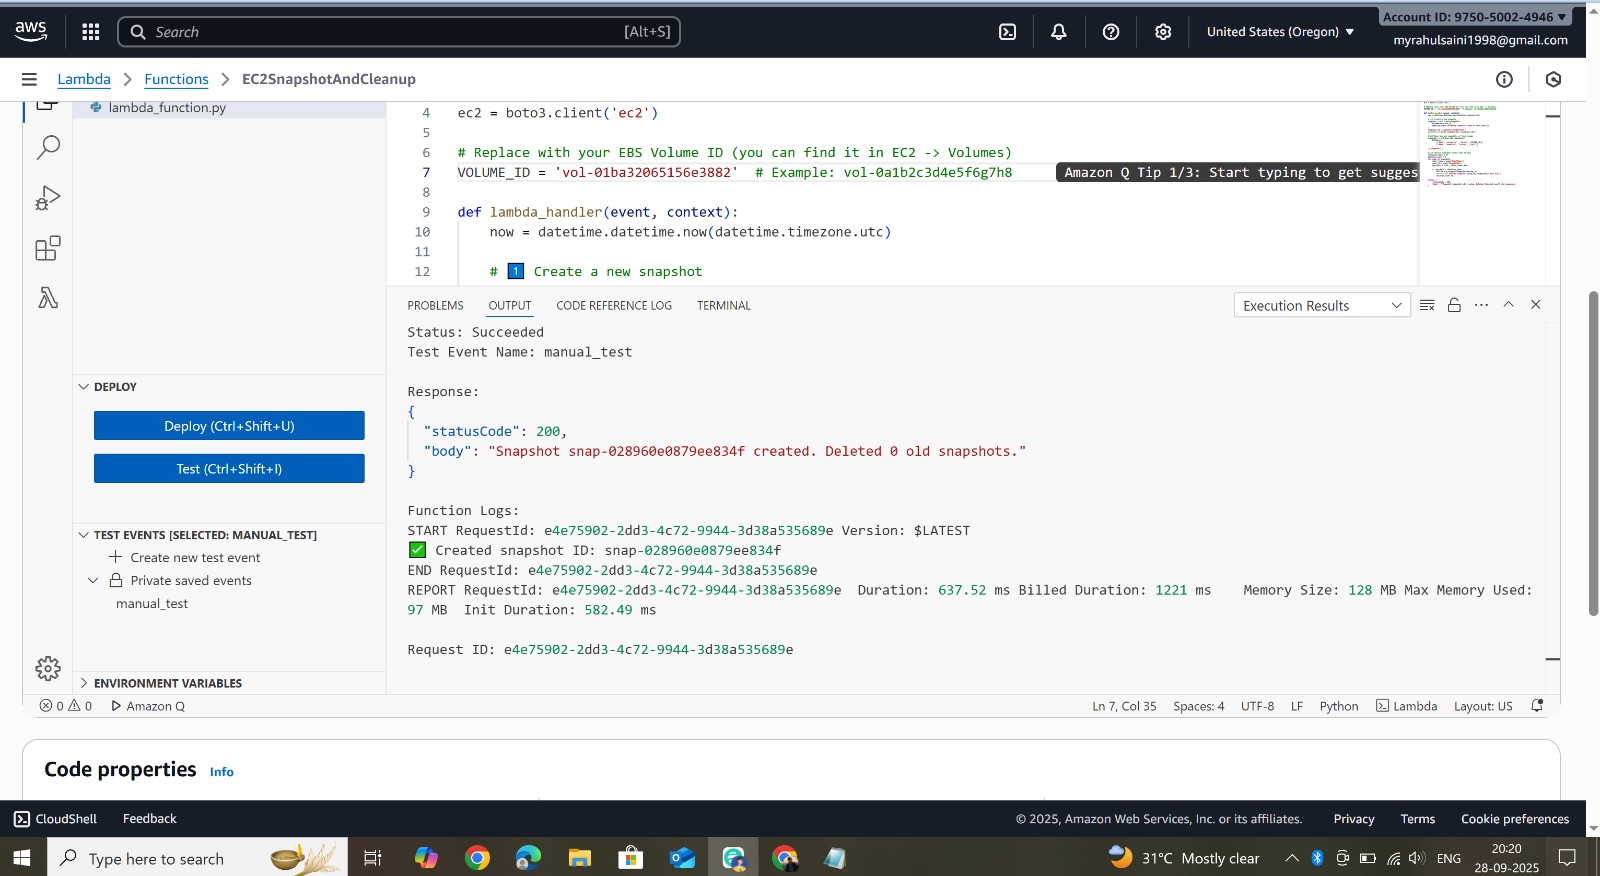 aws
Search
[Alt+S]
United States (Oregon) ▼
Account ID: 9750-5002-4946 ▼
myrahulsaini1998@gmail.com
Lambda > Functions > EC2SnapshotAndCleanup
lambda_function.py
4 ec2 = boto3.client('ec2')
5
6 # Replace with your EBS Volume ID (you can find it in EC2 -> Volumes)
7 VOLUME_ID = 'vol-01ba32065156e3882'  # Example: vol-0a1b2c3d4e5f6g7h8
Amazon Q Tip 1/3: Start typing to get sugges
8
9 def lambda_handler(event, context):
10 now = datetime.datetime.now(datetime.timezone.utc)
11
12 # 1 Create a new snapshot
PROBLEMS OUTPUT CODE REFERENCE LOG TERMINAL
Execution Results
Status: Succeeded
Test Event Name: manual_test
Response:
{
"statusCode": 200,
"body": "Snapshot snap-028960e0879ee834f created. Deleted 0 old snapshots."
}
Function Logs:
START RequestId: e4e75902-2dd3-4c72-9944-3d38a535689e Version: $LATEST
✅ Created snapshot ID: snap-028960e0879ee834f
END RequestId: e4e75902-2dd3-4c72-9944-3d38a535689e
REPORT RequestId: e4e75902-2dd3-4c72-9944-3d38a535689e  Duration: 637.52 ms Billed Duration: 1221 ms    Memory Size: 128 MB Max Memory Used:
97 MB  Init Duration: 582.49 ms
Request ID: e4e75902-2dd3-4c72-9944-3d38a535689e
DEPLOY
Deploy (Ctrl+Shift+U)
Test (Ctrl+Shift+I)
TEST EVENTS [SELECTED: MANUAL_TEST]
Create new test event
Private saved events
manual_test
ENVIRONMENT VARIABLES
0 0 Amazon Q
Ln 7, Col 35 Spaces: 4 UTF-8 LF Python Lambda Layout: US
Code properties Info
CloudShell Feedback
© 2025, Amazon Web Services, Inc. or its affiliates. Privacy Terms Cookie preferences
Type here to search
31°C Mostly clear
ENG
20:20
28-09-2025